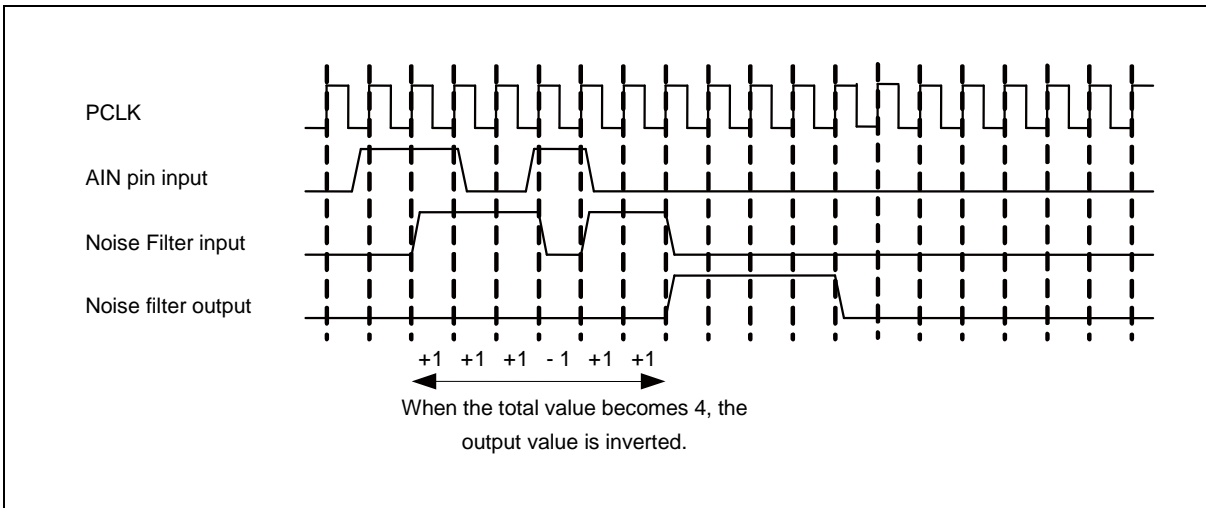 PCLK
AIN pin input
Noise Filter input
Noise filter output
+1 +1 +1 - 1 +1 +1
When the total value becomes 4, the
output value is inverted.